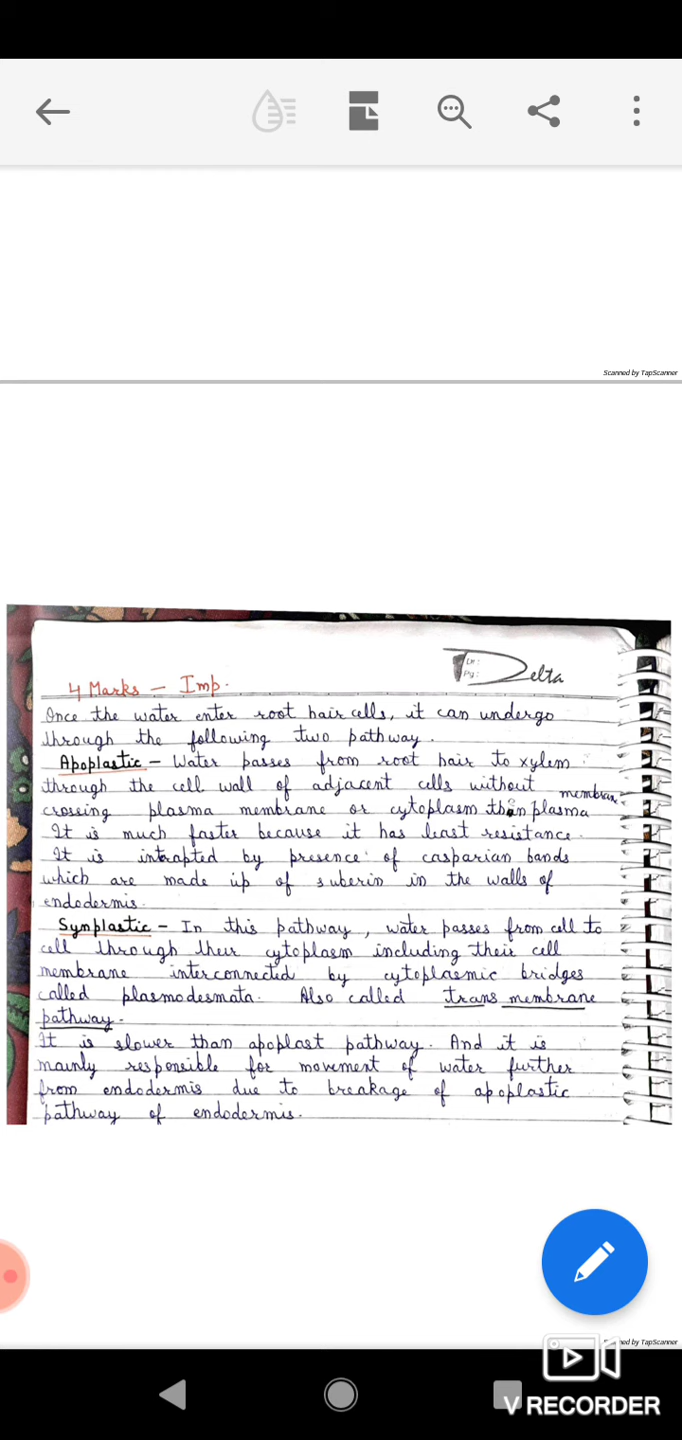 Scanned by TapScanner
Delta
4 Marks - Imp.
Once the water enter root hair cells, it can undergo
through the following two pathway.
Apoplastic - Water passes from root hair to xylem
through the cell wall of adjacent cells without
membrane
crossing plasma membrane or cytoplasm than plasma
It is much faster because it has least resistance.
It is intrapted by presence of casparian bands
which are made up of suberin in the walls of
endodermis.
Symplastic - In this pathway, water passes from cell to
cell through their cytoplasm including their cell
membrane interconnected by cytoplasmic bridges
called plasmodesmata. Also called trans membrane
pathway.
It is slower than apoplast pathway. And it is
mainly responsible for movement of water further
from endodermis due to breakage of apoplastic
pathway of endodermis.
ed by TapScanner
V RECORDER